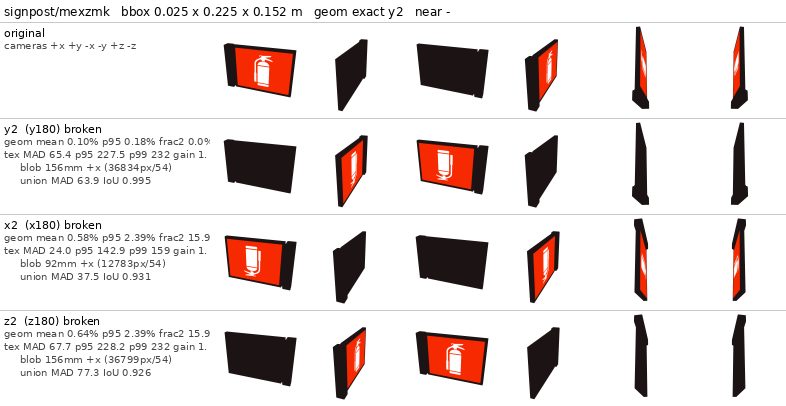 signpost/mexzmk bbox 0.025 x 0.225 x 0.152 m geom exact y2 near -
original
cameras +x +y -x -y +z -z
y2 (y180) broken
geom mean 0.10% p95 0.18% frac2 0.0%
tex MAD 65.4 p95 227.5 p99 232 gain 1.
blob 156mm +x (36834px/54)
union MAD 63.9 IoU 0.995
x2 (x180) broken
geom mean 0.58% p95 2.39% frac2 15.9
tex MAD 24.0 p95 142.9 p99 159 gain 1.
blob 92mm +x (12783px/54)
union MAD 37.5 IoU 0.931
z2 (z180) broken
geom mean 0.64% p95 2.39% frac2 15.9
tex MAD 67.7 p95 228.2 p99 232 gain 1.
blob 156mm +x (36799px/54)
union MAD 77.3 IoU 0.926